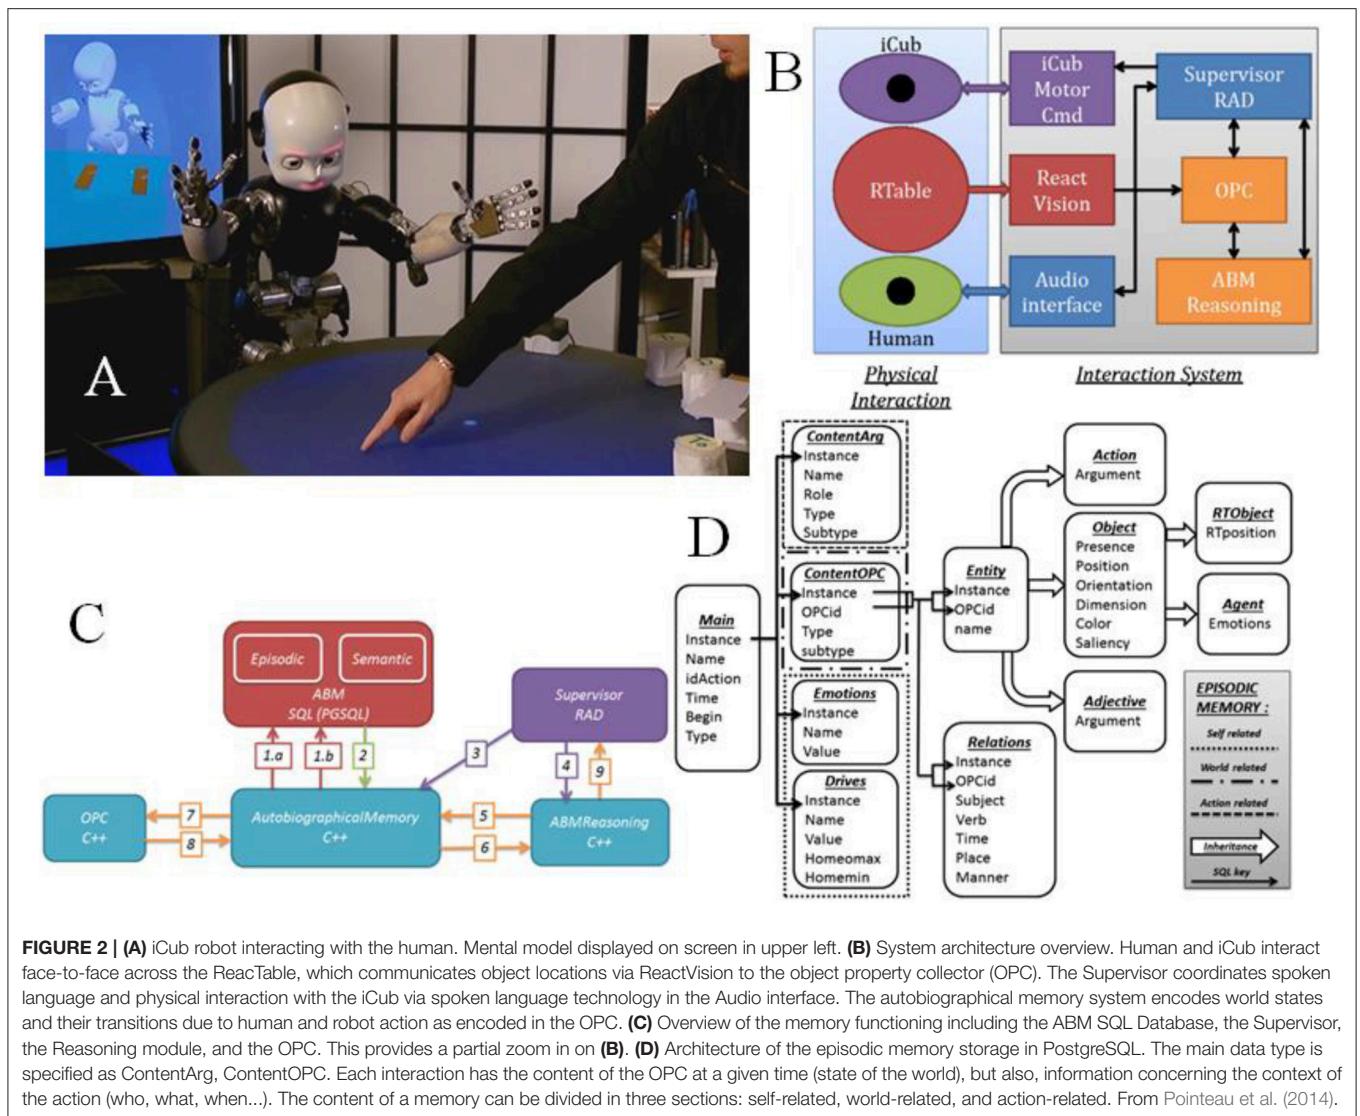 A
B
iCub
RTable
Human
iCub
Motor
Cmd
React
Vision
Audio
interface
Supervisor
RAD
OPC
ABM
Reasoning
Physical
Interaction
Interaction System
C
Episodic
Semantic
ABM
SQL (PGSQL)
Supervisor
RAD
1.a
1.b
2
3
4
9
OPC
C++
7
8
AutobiographicalMemory
C++
5
6
ABMReasoning
C++
D
Main
Instance
Name
idAction
Time
Begin
Type
ContentArg
Instance
Name
Role
Type
Subtype
ContentOPC
Instance
OPCid
Type
subtype
Emotions
Instance
Name
Value
Drives
Instance
Name
Value
Homeomax
Homemin
Entity
Instance
OPCid
name
Relations
Instance
OPCid
Subject
Verb
Time
Place
Manner
Action
Argument
Object
Presence
Position
Orientation
Dimension
Color
Saliency
Adjective
Argument
RTObject
RTposition
Agent
Emotions
EPISODIC
MEMORY :
Self related
World related
Action related
Inheritance
SQL key
FIGURE 2 | (A) iCub robot interacting with the human. Mental model displayed on screen in upper left. (B) System architecture overview. Human and iCub interact
face-to-face across the ReacTable, which communicates object locations via ReactVision to the object property collector (OPC). The Supervisor coordinates spoken
language and physical interaction with the iCub via spoken language technology in the Audio interface. The autobiographical memory system encodes world states
and their transitions due to human and robot action as encoded in the OPC. (C) Overview of the memory functioning including the ABM SQL Database, the Supervisor,
the Reasoning module, and the OPC. This provides a partial zoom in on (B). (D) Architecture of the episodic memory storage in PostgreSQL. The main data type is
specified as ContentArg, ContentOPC. Each interaction has the content of the OPC at a given time (state of the world), but also, information concerning the context of
the action (who, what, when...). The content of a memory can be divided in three sections: self-related, world-related, and action-related. From Pointeau et al. (2014).